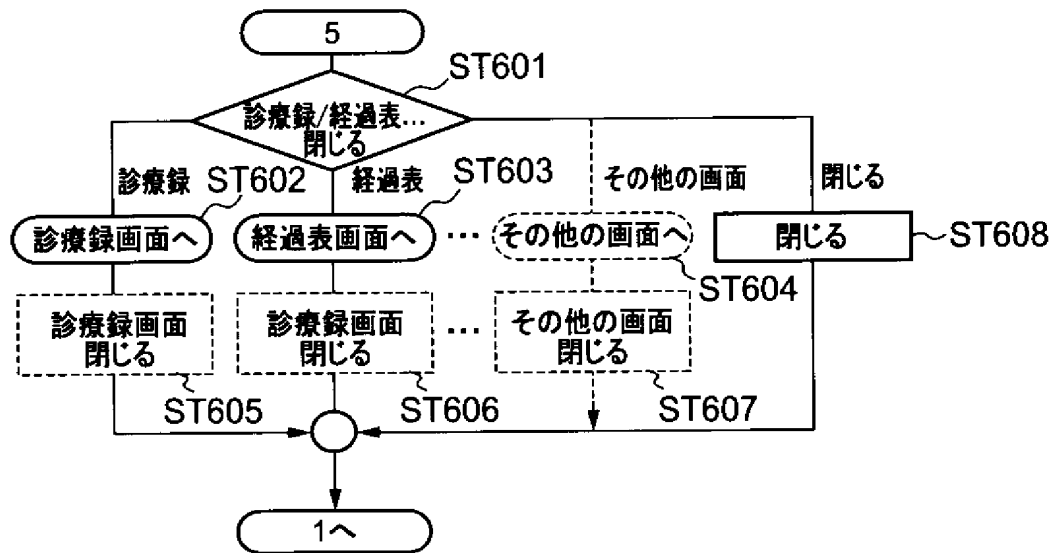 5
ST601
診療録/経過表…
閉じる
診療録
ST602
経過表
ST603
その他の画面
閉じる
診療録画面へ
経過表画面へ
…
その他の画面へ
閉じる
ST608
ST604
診療録画面
閉じる
診療録画面
閉じる
…
その他の画面
閉じる
ST605
ST606
ST607
1へ